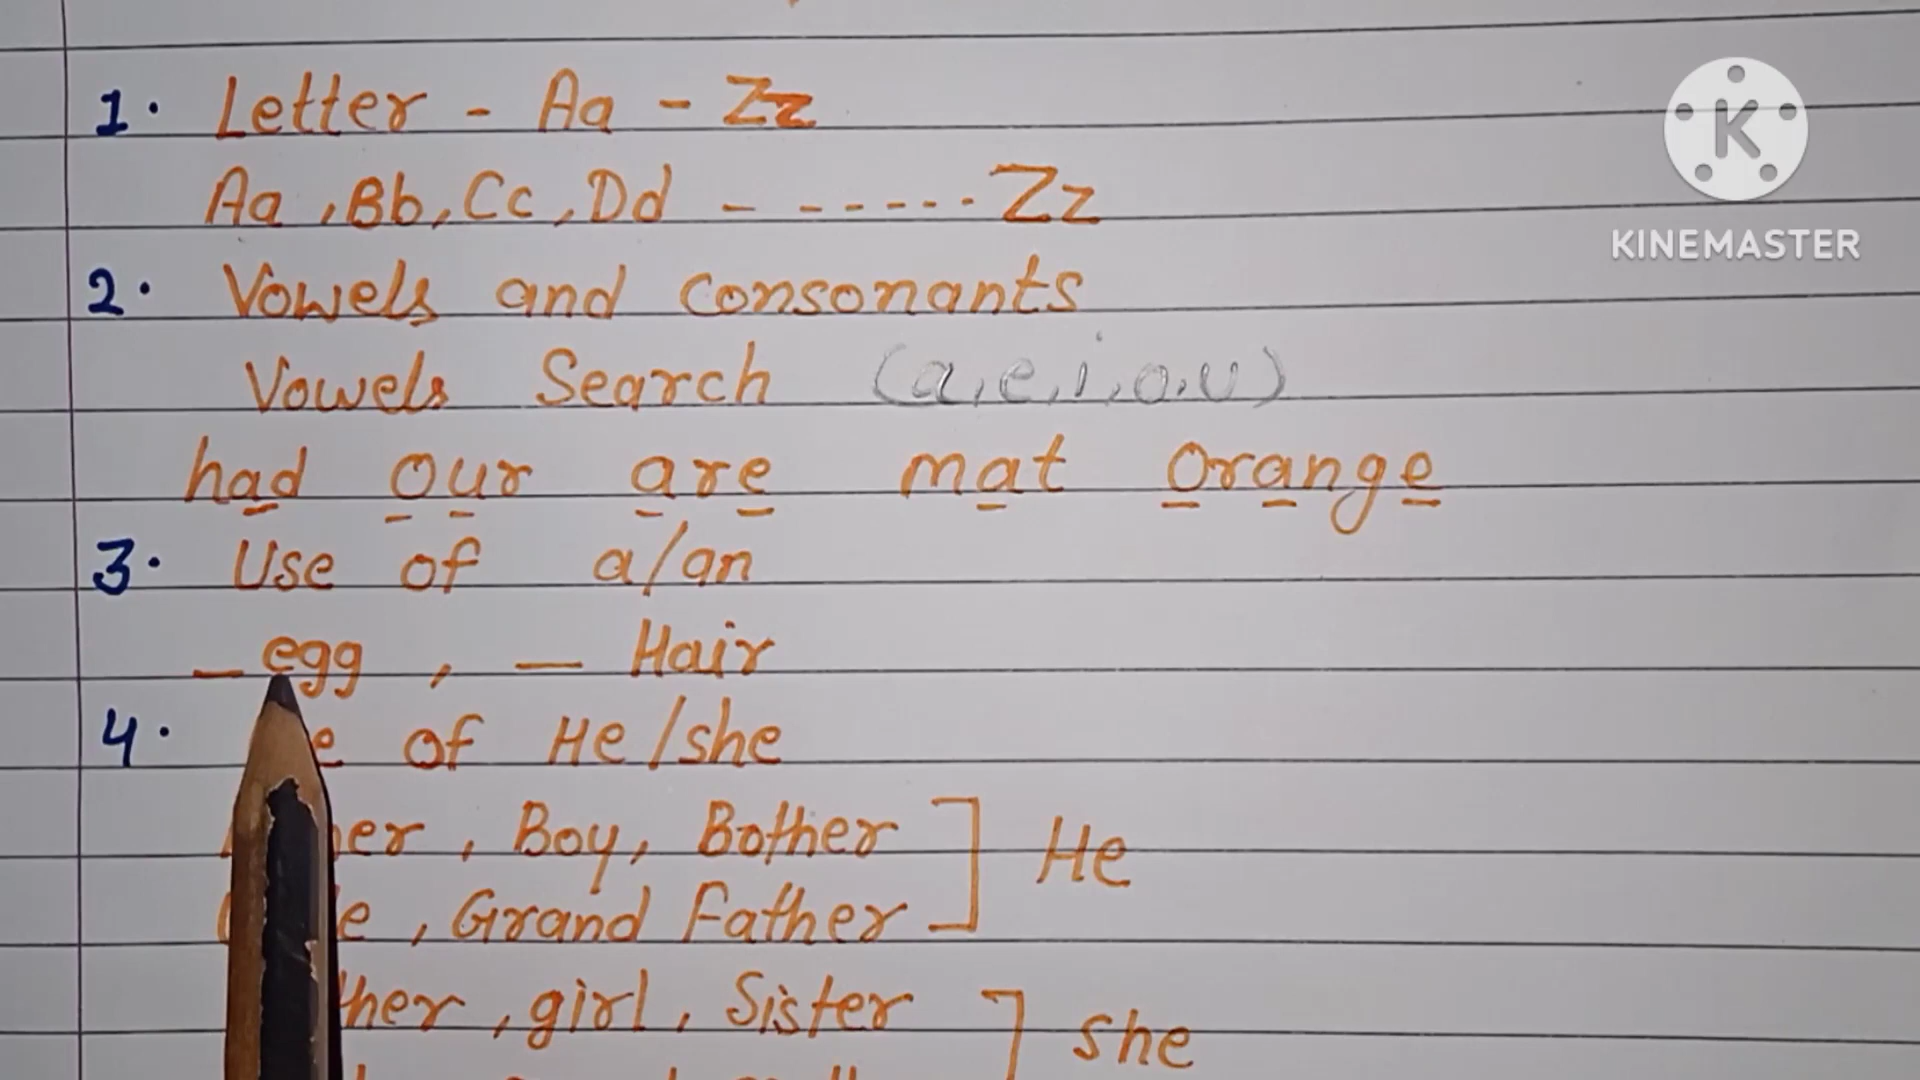 1. Letter - Aa - Zz
Aa, Bb, Cc, Dd - - - - - - . Zz
KINEMASTER
2. Vowels and consonants
Vowels Search (a, e, i, o, u)
had our are mat orange
3. Use of a/an
_ egg , _ Hair
4. of He/she
, Boy, Bother
He
, Grand Father
, girl, Sister
she